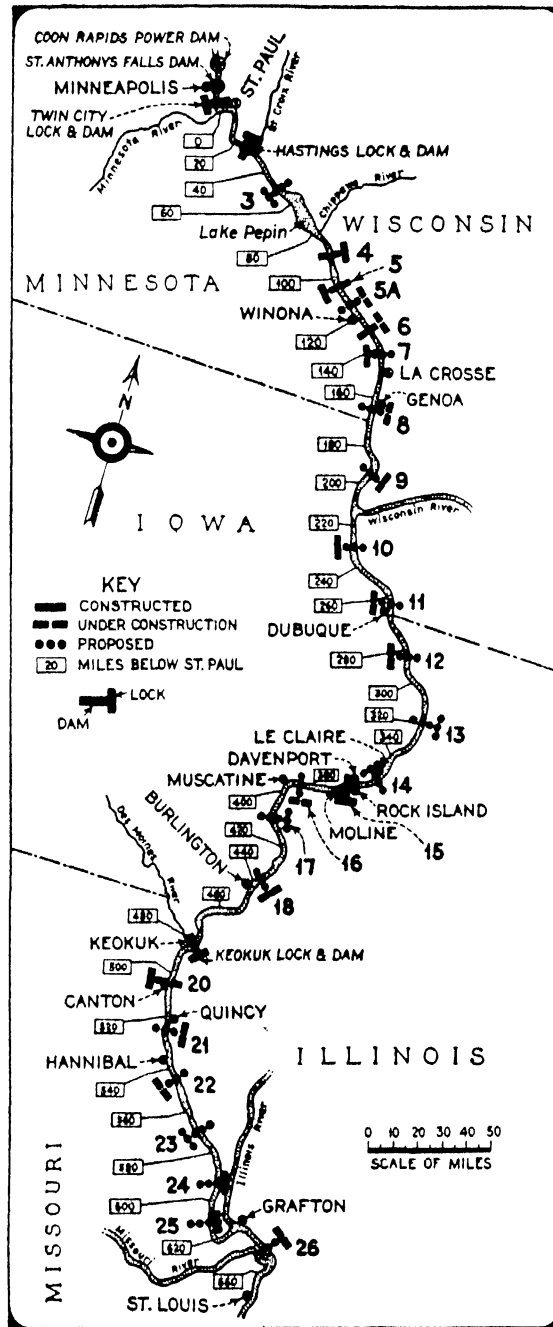 COON RAPIDS POWER DAM
ST. ANTHONYS FALLS DAM
MINNEAPOLIS
ST. PAUL
TWIN CITY
LOCK & DAM
St Croix River
Minnesota River
0
20
HASTINGS LOCK & DAM
40
3
60
Chippewa River
Lake Pepin
WISCONSIN
80
4
MINNESOTA
100
5
5A
WINONA
6
120
7
140
LA CROSSE
160
GENOA
8
180
N
9
200
IOWA
220
Wisconsin River
10
240
KEY
CONSTRUCTED
UNDER CONSTRUCTION
PROPOSED
20 MILES BELOW ST. PAUL
LOCK
DAM
260
11
DUBUQUE
280
12
300
320
13
LE CLAIRE
340
DAVENPORT
14
MUSCATINE
360
ROCK ISLAND
400
MOLINE
15
16
Des Moines River
BURLINGTON
420
17
440
18
460
480
KEOKUK
KEOKUK LOCK & DAM
500
20
CANTON
QUINCY
520
21
HANNIBAL
ILLINOIS
540
22
560
23
Illinois River
0 10 20 30 40 50
SCALE OF MILES
580
24
MISSOURI
600
GRAFTON
25
620
26
Missouri River
660
ST. LOUIS